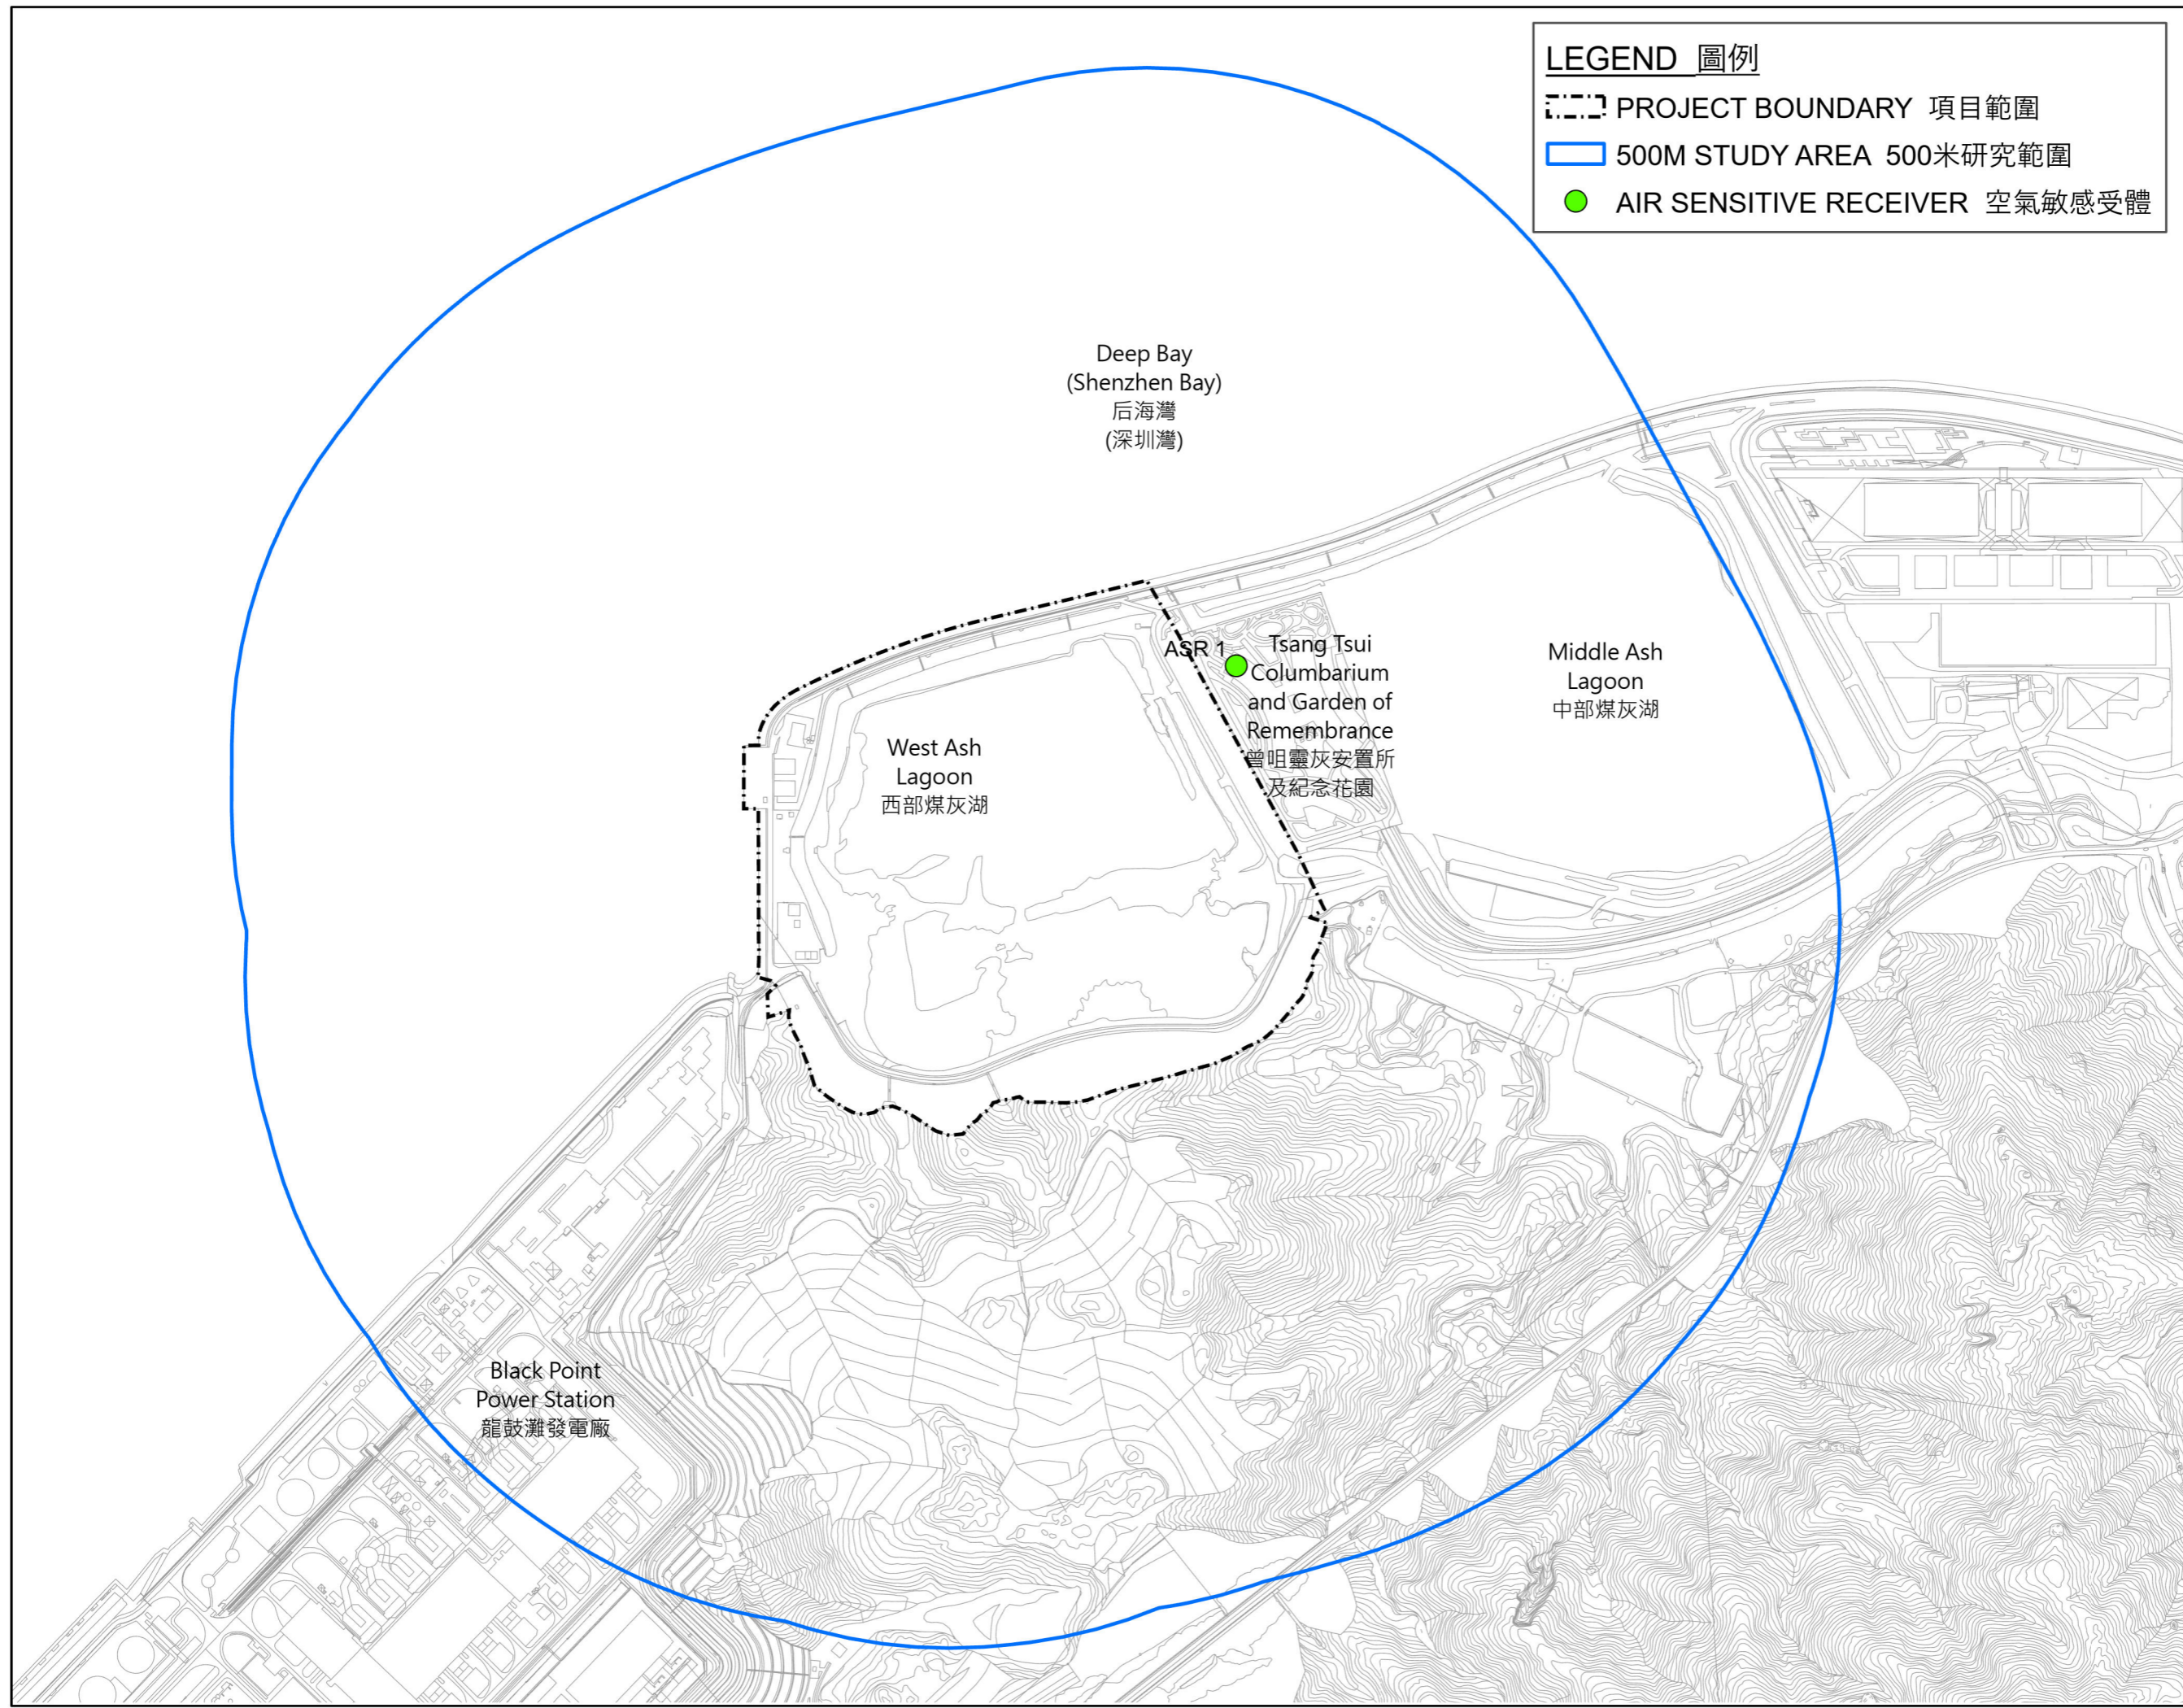 LEGEND 圖例
PROJECT BOUNDARY 項目範圍
500M STUDY AREA 500米研究範圍
AIR SENSITIVE RECEIVER 空氣敏感受體
Deep Bay
(Shenzhen Bay)
后海灣
(深圳灣)
ASR 1
Tsang Tsui
Columbarium
and Garden of
Remembrance
曾咀靈灰安置所
及紀念花園
Middle Ash
Lagoon
中部煤灰湖
West Ash
Lagoon
西部煤灰湖
Black Point
Power Station
龍鼓灘發電廠